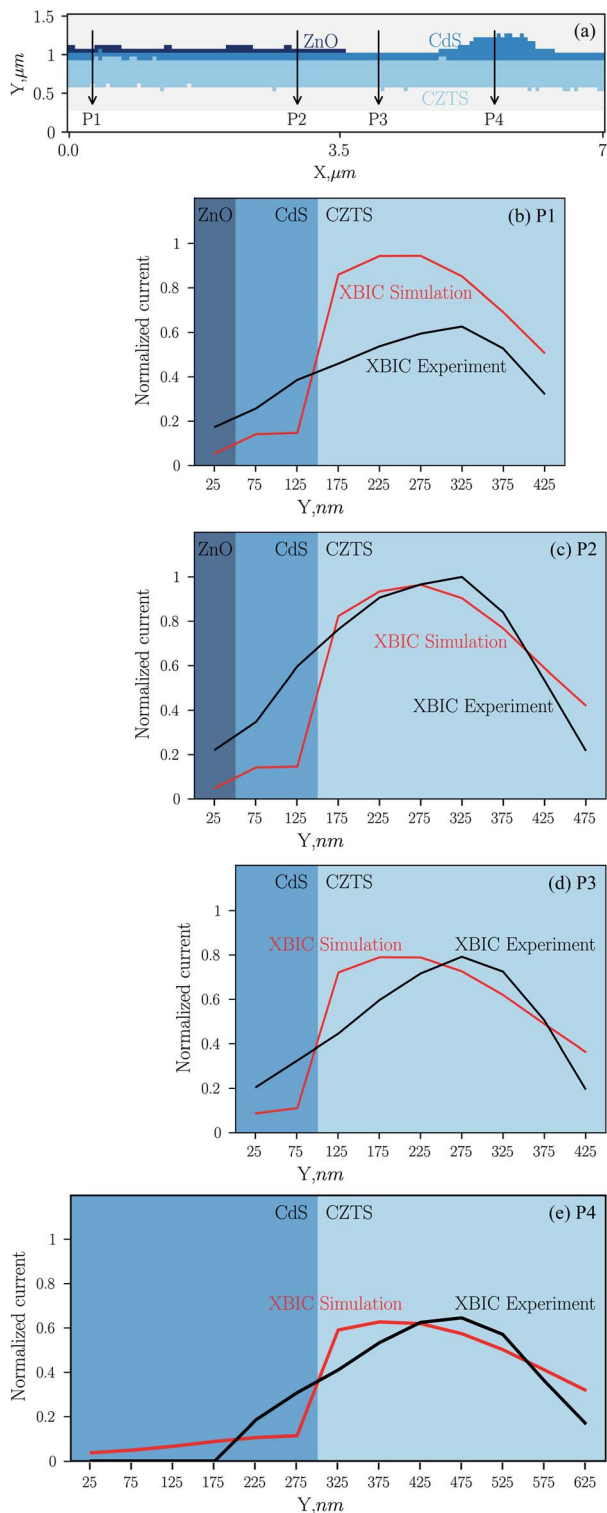 1.5
(a)
ZnO
CdS
1
Y,μm
0.5
CZTS
P1
P2
P3
P4
0
0.0
3.5
7
X,μm
ZnO
CdS
CZTS
(b) P1
1
0.8
XBIC Simulation
0.6
XBIC Experiment
0.4
0.2
0
Normalized current
25 75 125 175 225 275 325 375 425
Y,nm
ZnO
CdS
CZTS
(c) P2
1
0.8
XBIC Simulation
0.6
XBIC Experiment
0.4
0.2
0
Normalized current
25 75 125 175 225 275 325 375 425 475
Y,nm
CdS
CZTS
(d) P3
1
XBIC Simulation
XBIC Experiment
0.8
0.6
0.4
0.2
0
Normalized current
25 75 125 175 225 275 325 375 425
Y,nm
CdS
CZTS
(e) P4
1
0.8
XBIC Simulation
XBIC Experiment
0.6
0.4
0.2
0
Normalized current
25 75 125 175 225 275 325 375 425 475 525 575 625
Y,nm